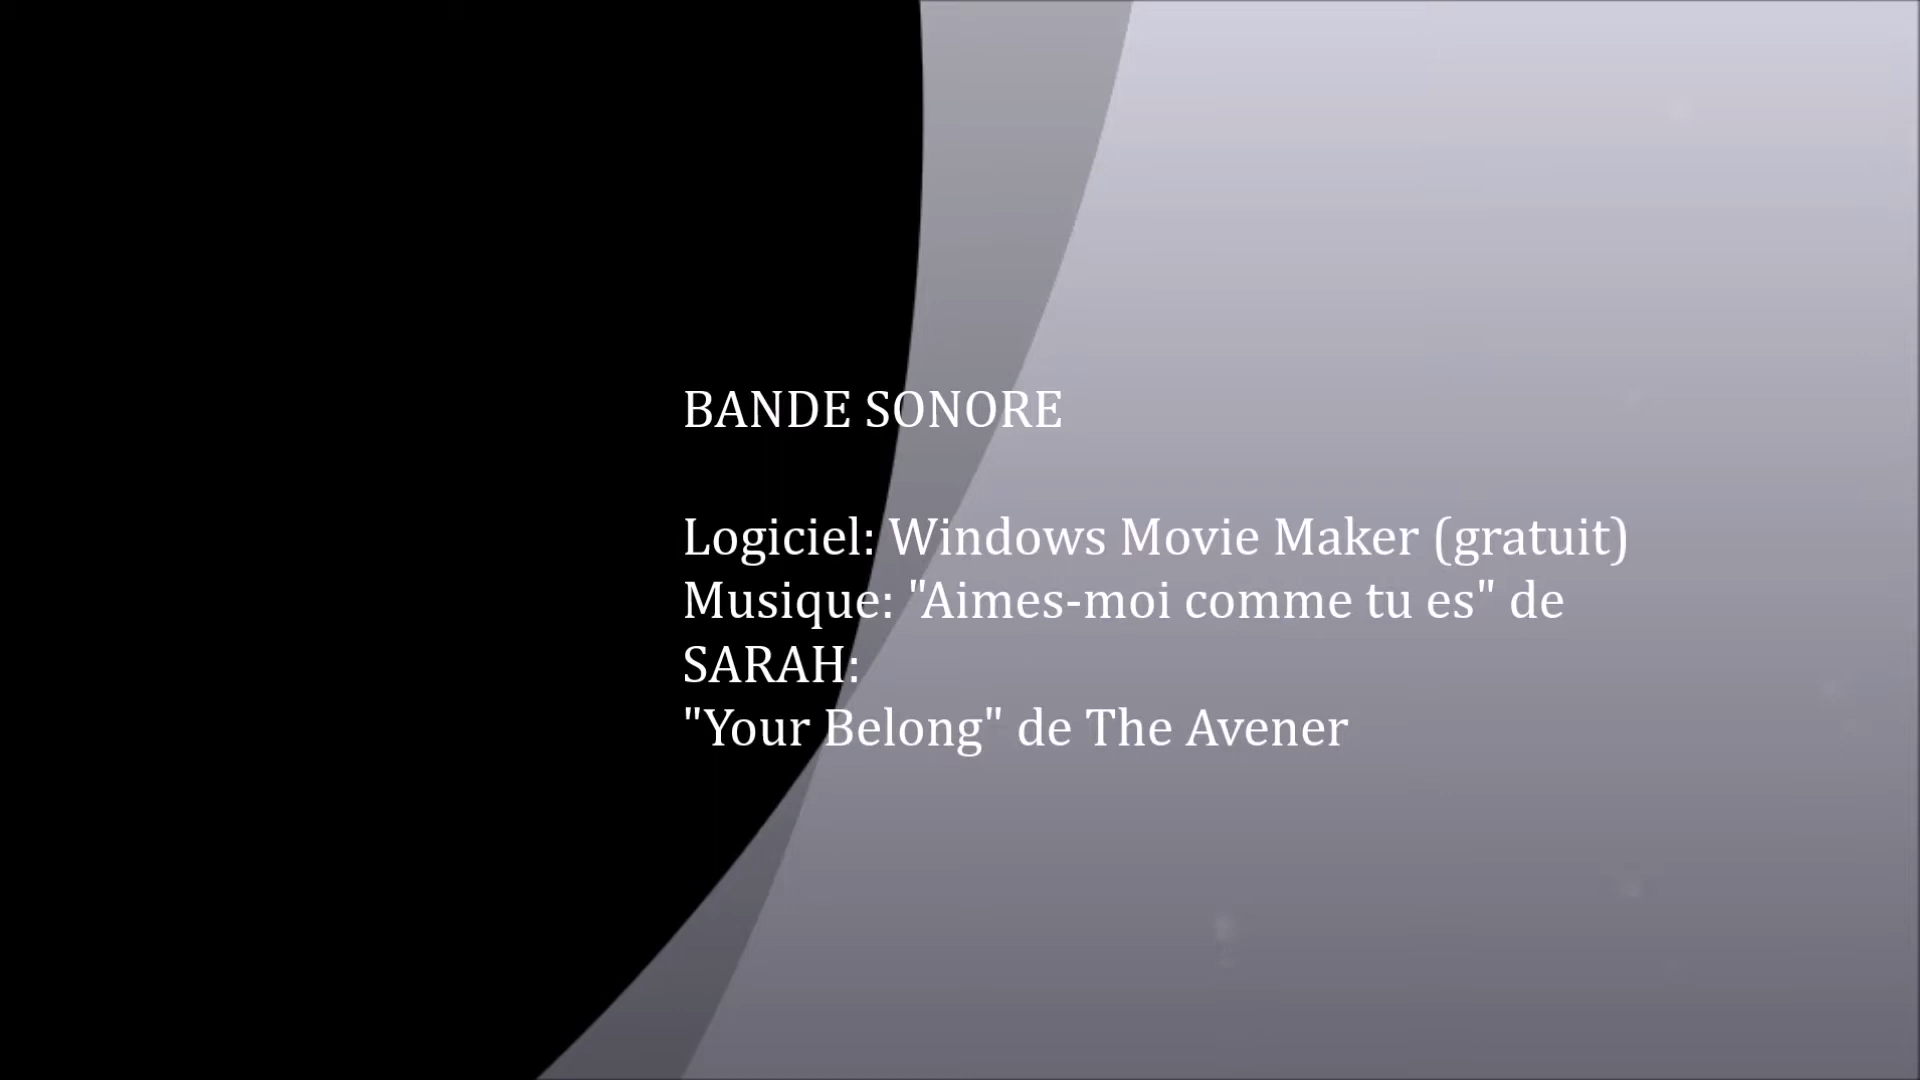 BANDE SONORE
Logiciel: Windows Movie Maker (gratuit)
Musique: "Aimes-moi comme tu es" de
SARAH:
"Your Belong" de The Avener